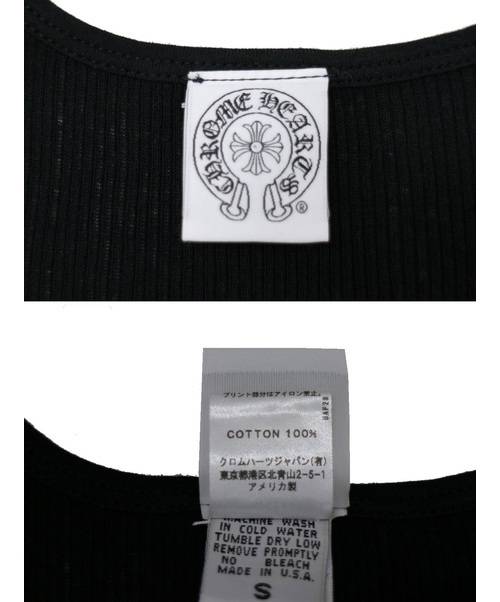 CHROME HEARTS
®
プリント部分はアイロン禁止。
UAP28
COTTON 100%
クロムハーツジャパン(有)
東京都港区北青山2-5-1
アメリカ製
MACHINE WASH
IN COLD WATER
TUMBLE DRY LOW
REMOVE PROMPTLY
NO BLEACH
MADE IN U.S.A.
S